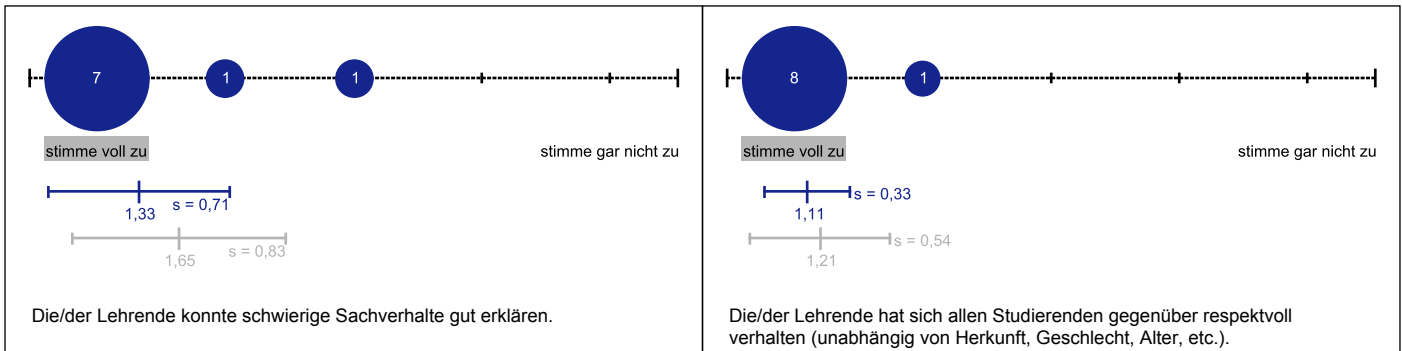 7 1 1
stimme voll zu stimme gar nicht zu
1,33 s = 0,71
1,65 s = 0,83
Die/der Lehrende konnte schwierige Sachverhalte gut erklären.
8 1
stimme voll zu stimme gar nicht zu
1,11 s = 0,33
1,21 s = 0,54
Die/der Lehrende hat sich allen Studierenden gegenüber respektvoll
verhalten (unabhängig von Herkunft, Geschlecht, Alter, etc.).